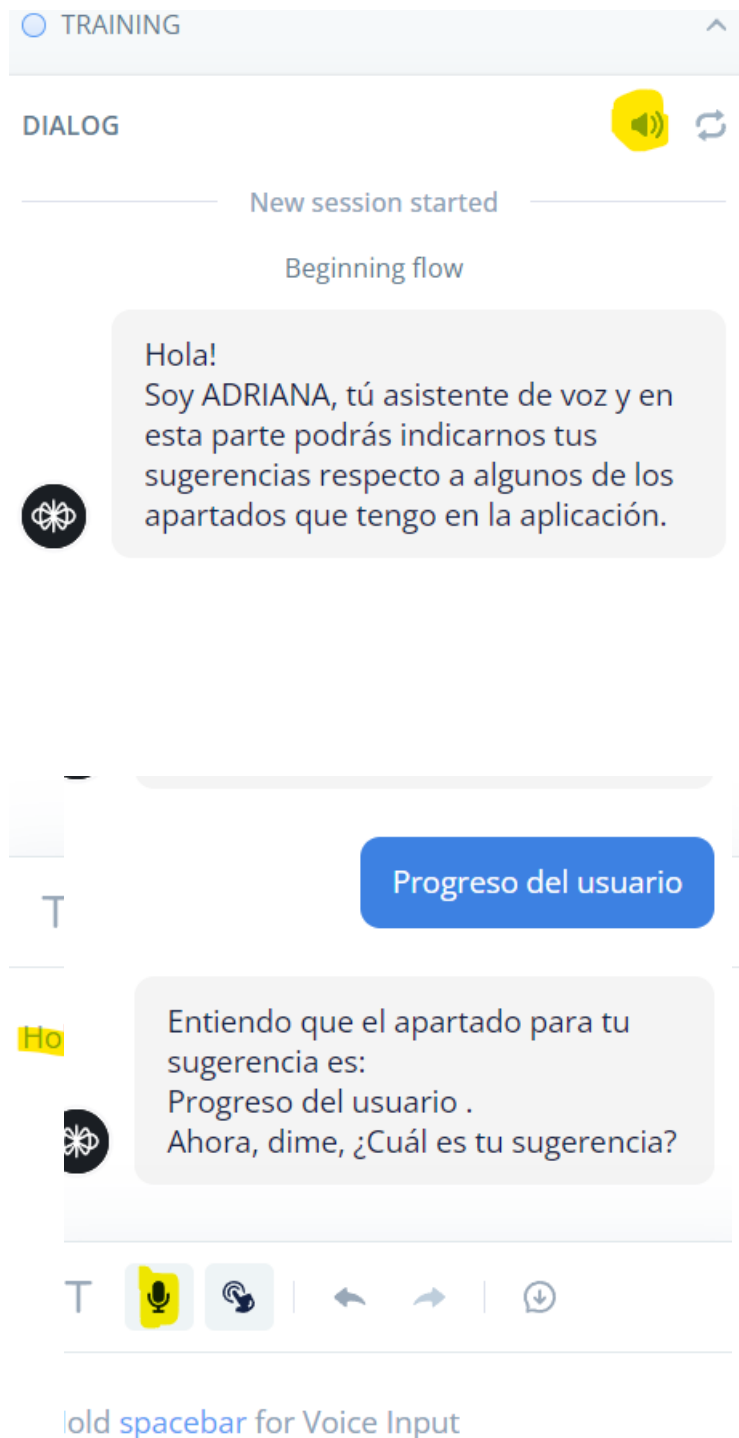 TRAINING
DIALOG
New session started
Beginning flow
Hola!
Soy ADRIANA, tú asistente de voz y en
esta parte podrás indicarnos tus
sugerencias respecto a algunos de los
apartados que tengo en la aplicación.
Progreso del usuario
T
Ho
Entiendo que el apartado para tu
sugerencia es:
Progreso del usuario .
Ahora, dime, ¿Cuál es tu sugerencia?
T
old spacebar for Voice Input